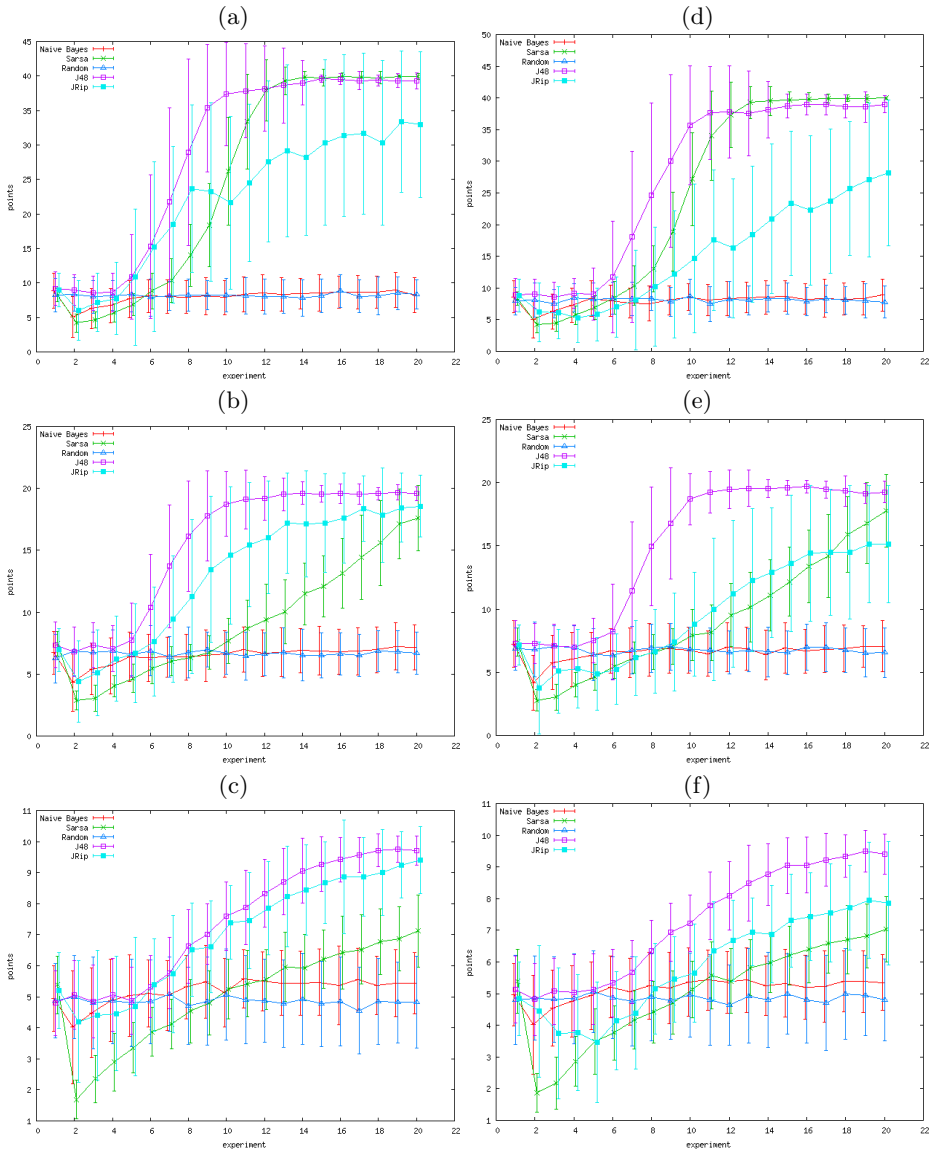 (a)
Naive Bayes
Sarsa
Random
J48
JRip
45
40
35
30
25
20
15
10
5
0
points
0 2 4 6 8 10 12 14 16 18 20 22
experiment
(d)
Naive Bayes
Sarsa
Random
J48
JRip
50
45
40
35
30
25
20
15
10
5
0
points
0 2 4 6 8 10 12 14 16 18 20 22
experiment
(b)
Naive Bayes
Sarsa
Random
J48
JRip
25
20
15
10
5
0
points
0 2 4 6 8 10 12 14 16 18 20 22
experiment
(e)
Naive Bayes
Sarsa
Random
J48
JRip
25
20
15
10
5
0
points
0 2 4 6 8 10 12 14 16 18 20 22
experiment
(c)
Naive Bayes
Sarsa
Random
J48
JRip
11
10
9
8
7
6
5
4
3
2
1
points
0 2 4 6 8 10 12 14 16 18 20 22
experiment
(f)
Naive Bayes
Sarsa
Random
J48
JRip
11
10
9
8
7
6
5
4
3
2
1
points
0 2 4 6 8 10 12 14 16 18 20 22
experiment